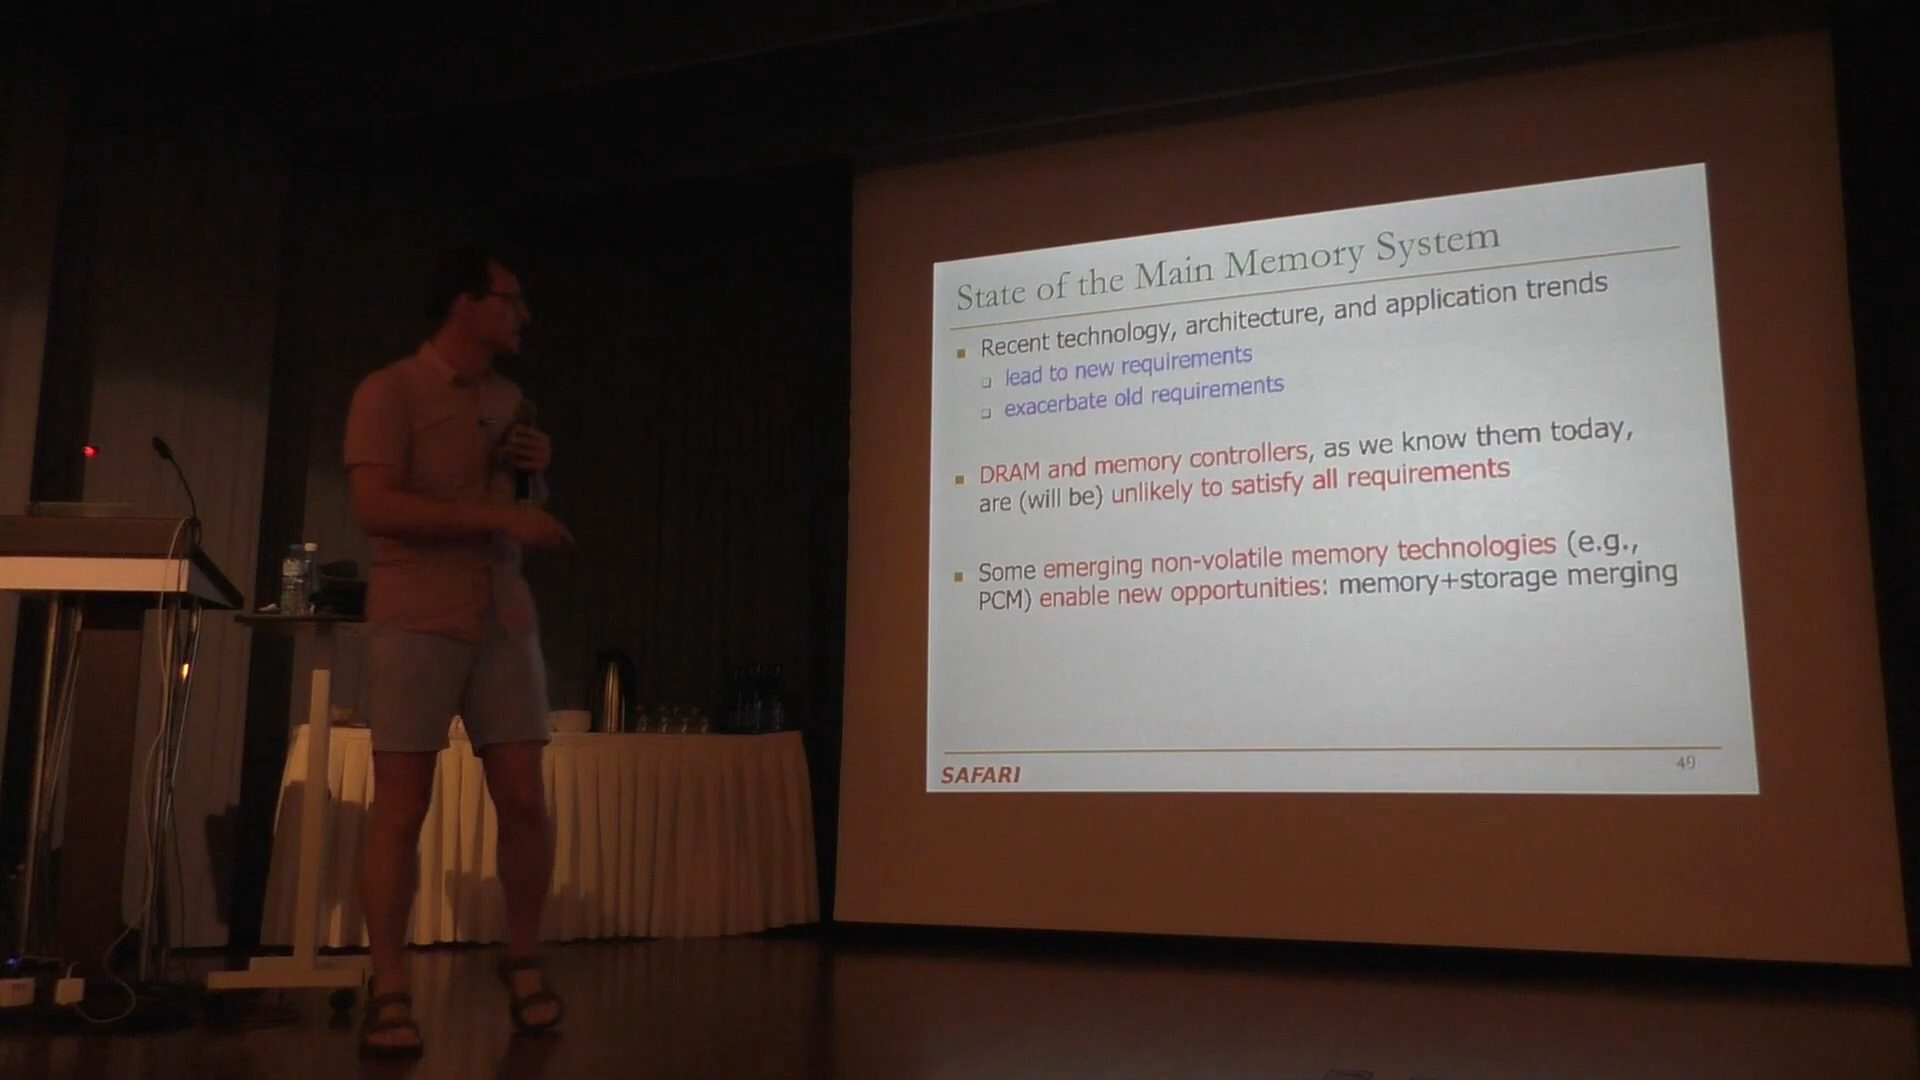 State of the Main Memory System
Recent technology, architecture, and application trends
lead to new requirements
exacerbate old requirements
DRAM and memory controllers, as we know them today,
are (will be) unlikely to satisfy all requirements
Some emerging non-volatile memory technologies (e.g.,
PCM) enable new opportunities: memory+storage merging
SAFARI
49